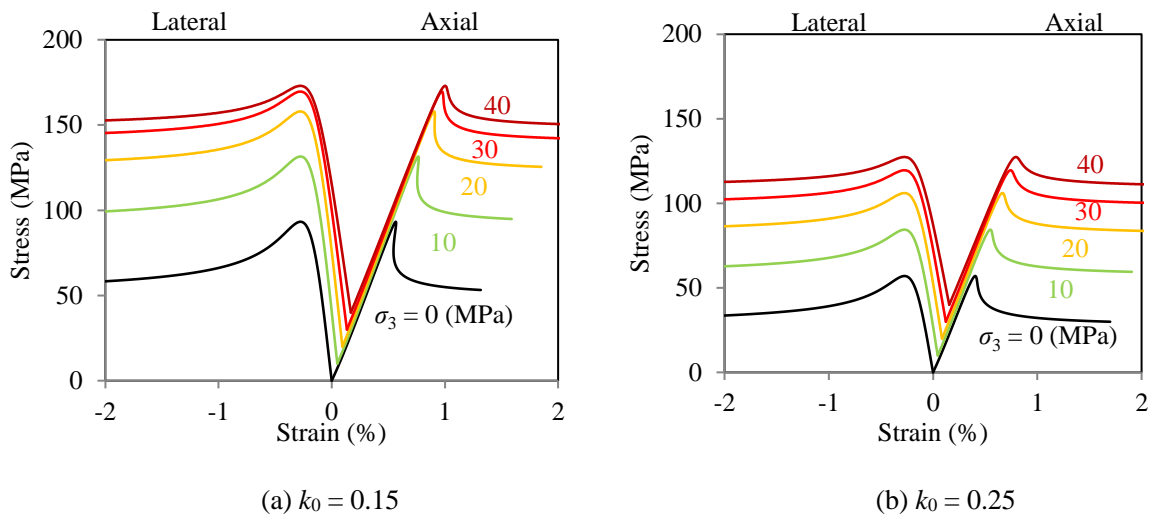 Lateral Axial
200
150
100
50
0
Stress (MPa)
40
30
20
10
σ3 = 0 (MPa)
-2 -1 0 1 2
Strain (%)
(a) k0 = 0.15
Lateral Axial
200
150
100
50
0
Stress (MPa)
40
30
20
10
σ3 = 0 (MPa)
-2 -1 0 1 2
Strain (%)
(b) k0 = 0.25